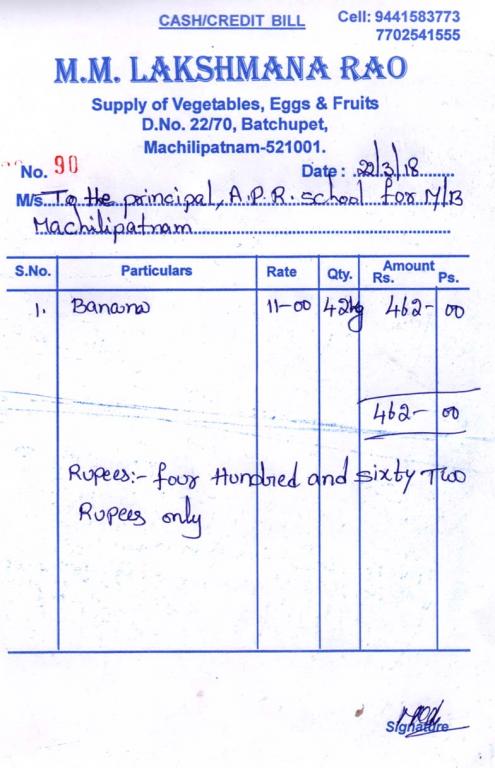 CASH/CREDIT BILL
Cell: 9441583773
7702541555
M.M. LAKSHMANA RAO
Supply of Vegetables, Eggs & Fruits
D.No. 22/70, Batchupet,
Machilipatnam-521001.
No. 90 Date : 22/3/18
M/s. To the principal, A.P.R. school for M/B
Machilipatnam
S.No. Particulars Rate Qty. Amount Rs. Ps.
1. Banana 11-00 42kg 462- 00
462- 00
Rupees:- four Hundred and sixty Two
Rupees only
Signature